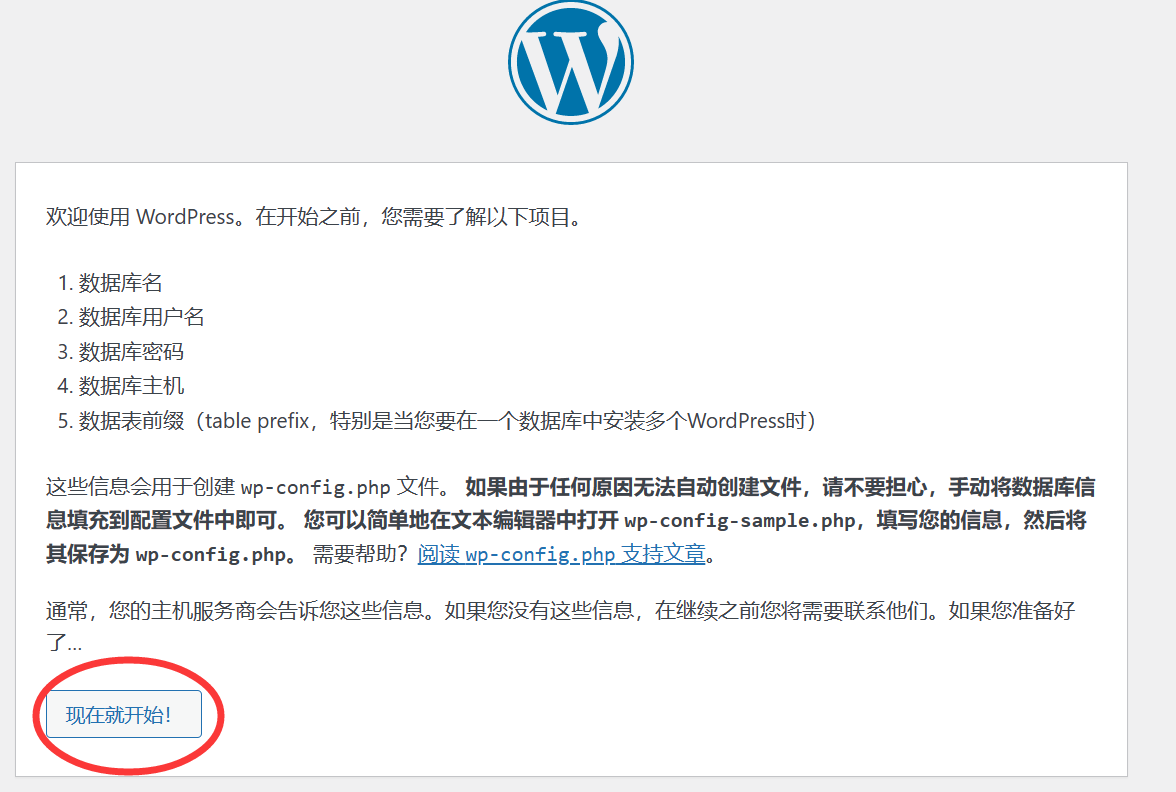 欢迎使用 WordPress。在开始之前，您需要了解以下项目。
1. 数据库名
2. 数据库用户名
3. 数据库密码
4. 数据库主机
5. 数据表前缀（table prefix，特别是当您要在一个数据库中安装多个WordPress时）
这些信息会用于创建 wp-config.php 文件。 如果由于任何原因无法自动创建文件，请不要担心，手动将数据库信
息填充到配置文件中即可。 您可以简单地在文本编辑器中打开 wp-config-sample.php，填写您的信息，然后将
其保存为 wp-config.php。 需要帮助？阅读 wp-config.php 支持文章。
通常，您的主机服务商会告诉您这些信息。如果您没有这些信息，在继续之前您将需要联系他们。如果您准备好
了...
现在就开始！